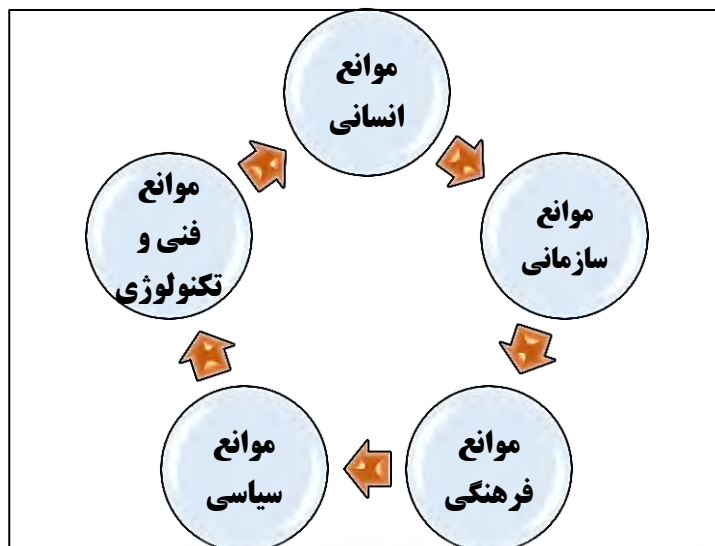 موانع
انسانی
موانع
سازمانی
موانع
فرهنگی
موانع
سیاسی
موانع
فنی و
تکنولوژی